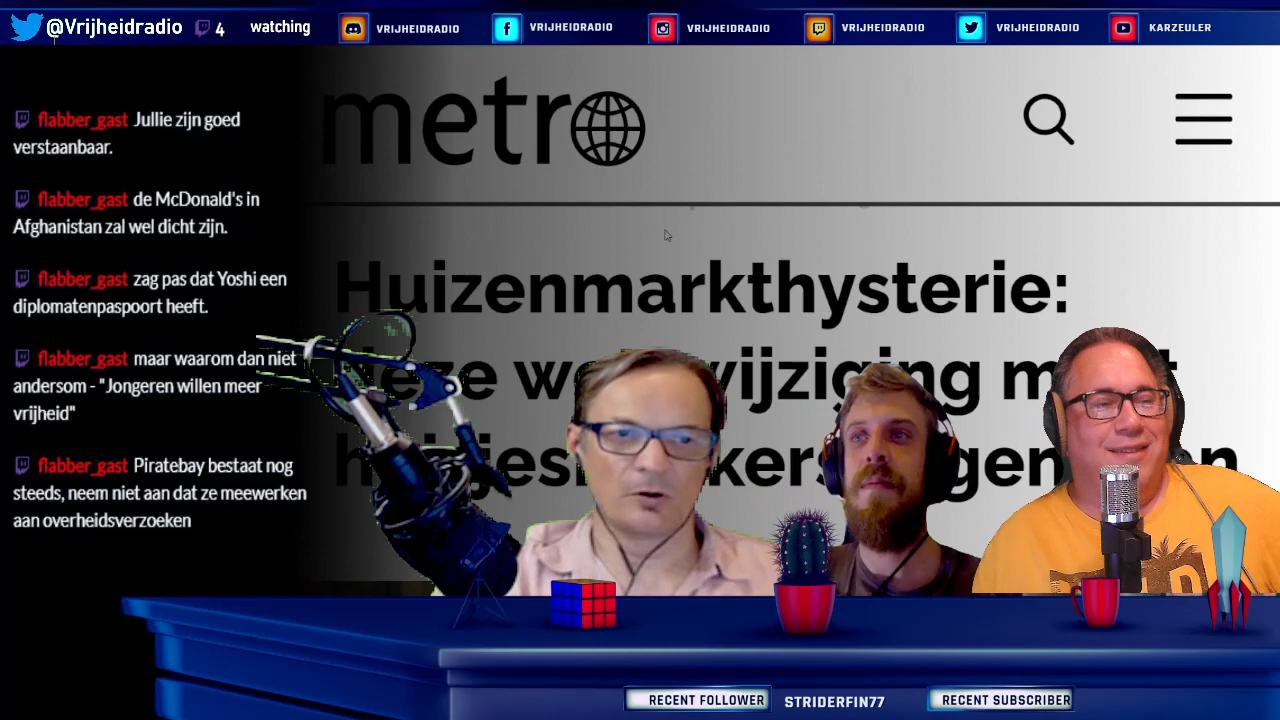 @Vrijheidradio 4 watching VRIJHEIDRADIO VRIJHEIDRADIO VRIJHEIDRADIO VRIJHEIDRADIO VRIJHEIDRADIO KARZEULER
flabber_gast Jullie zijn goed
verstaanbaar.
flabber_gast de McDonald's in
Afghanistan zal wel dicht zijn.
flabber_gast zag pas dat Yoshi een
diplomatenpaspoort heeft.
flabber_gast maar waarom dan niet
andersom - "Jongeren willen meer
vrijheid"
flabber_gast Piratebay bestaat nog
steeds, neem niet aan dat ze meewerken
aan overheidsverzoeken
metro
Huizenmarkthysterie:
RECENT FOLLOWER STRIDERFIN77 RECENT SUBSCRIBER